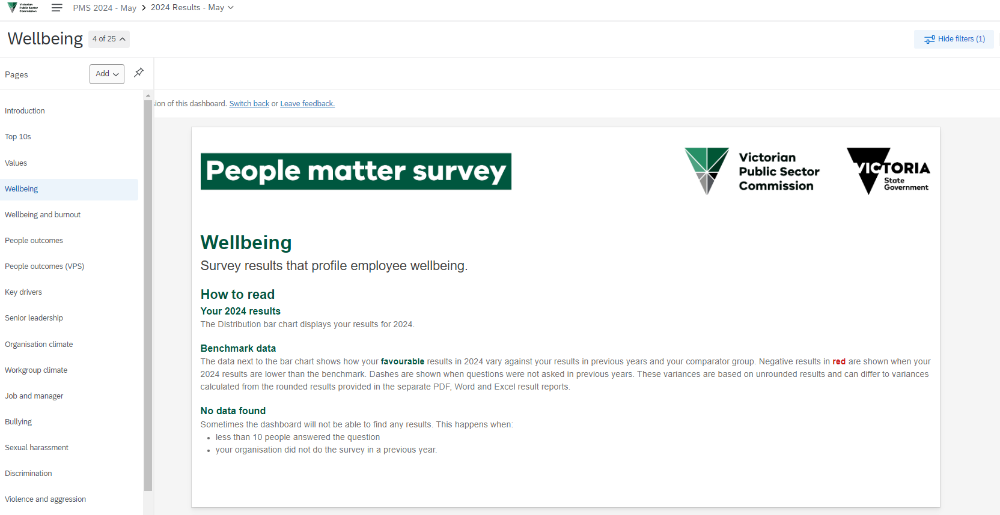 Victorian
Public Sector
Commission
PMS 2024 - May
2024 Results - May
Wellbeing
4 of 25
Hide filters (1)
Pages
Add
Introduction
Top 10s
Values
Wellbeing
Wellbeing and burnout
People outcomes
People outcomes (VPS)
Key drivers
Senior leadership
Organisation climate
Workgroup climate
Job and manager
Bullying
Sexual harassment
Discrimination
Violence and aggression
ion of this dashboard. Switch back or Leave feedback.
People matter survey
Victorian
Public Sector
Commission
VICTORIA
State
Government
Wellbeing
Survey results that profile employee wellbeing.
How to read
Your 2024 results
The Distribution bar chart displays your results for 2024.
Benchmark data
The data next to the bar chart shows how your favourable results in 2024 vary against your results in previous years and your comparator group. Negative results in red are shown when your
2024 results are lower than the benchmark. Dashes are shown when questions were not asked in previous years. These variances are based on unrounded results and can differ to variances
calculated from the rounded results provided in the separate PDF, Word and Excel result reports.
No data found
Sometimes the dashboard will not be able to find any results. This happens when:
• less than 10 people answered the question
• your organisation did not do the survey in a previous year.